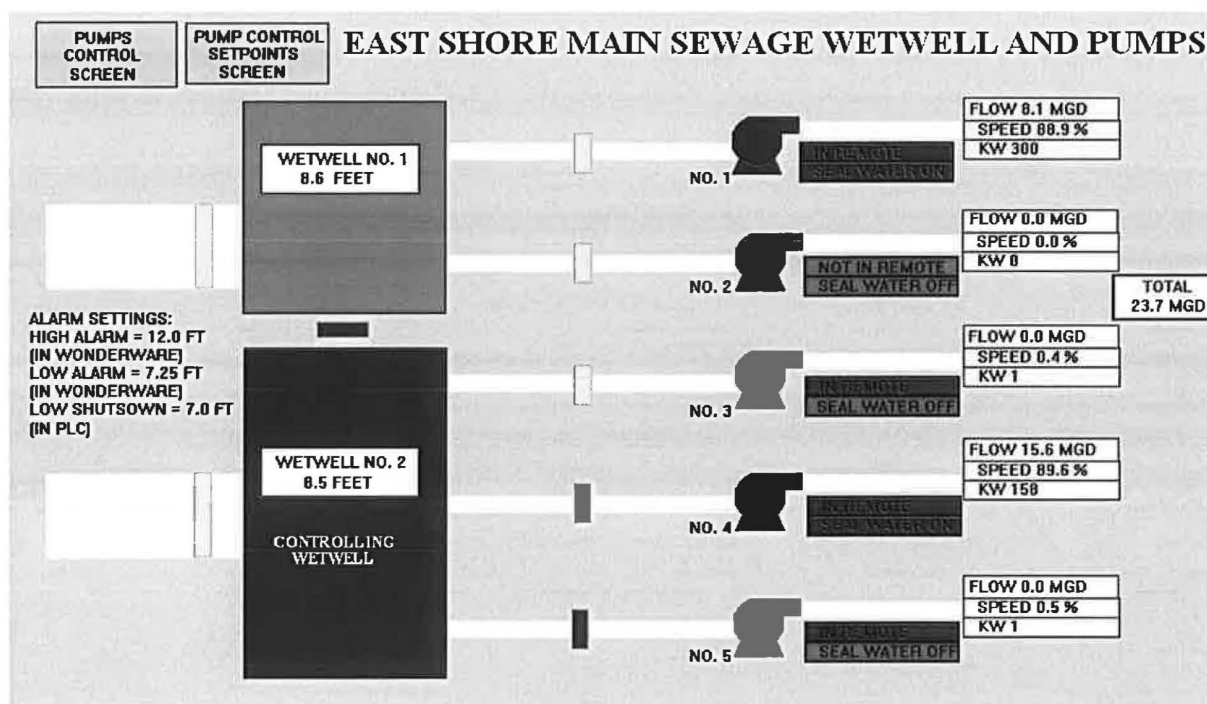 PUMPS
CONTROL
SCREEN
PUMP CONTROL
SETPOINTS
SCREEN
EAST SHORE MAIN SEWAGE WETWELL AND PUMPS
WETWELL NO. 1
8.6 FEET
NO. 1
IN REMOTE
SEAL WATER ON
FLOW 8.1 MGD
SPEED 88.9 %
KW 300
NO. 2
NOT IN REMOTE
SEAL WATER OFF
FLOW 0.0 MGD
SPEED 0.0 %
KW 0
TOTAL
23.7 MGD
ALARM SETTINGS:
HIGH ALARM = 12.0 FT
(IN WONDERWARE)
LOW ALARM = 7.25 FT
(IN WONDERWARE)
LOW SHUTSOWN = 7.0 FT
(IN PLC)
NO. 3
IN REMOTE
SEAL WATER OFF
FLOW 0.0 MGD
SPEED 0.4 %
KW 1
WETWELL NO. 2
8.5 FEET
CONTROLLING
WETWELL
NO. 4
IN REMOTE
SEAL WATER ON
FLOW 15.6 MGD
SPEED 89.6 %
KW 158
NO. 5
IN REMOTE
SEAL WATER OFF
FLOW 0.0 MGD
SPEED 0.5 %
KW 1